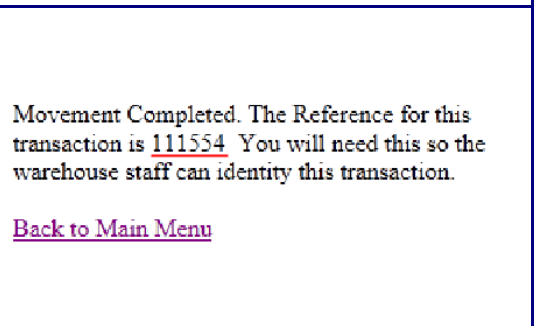 Movement Completed. The Reference for this
transaction is 111554 You will need this so the
warehouse staff can identity this transaction.
Back to Main Menu